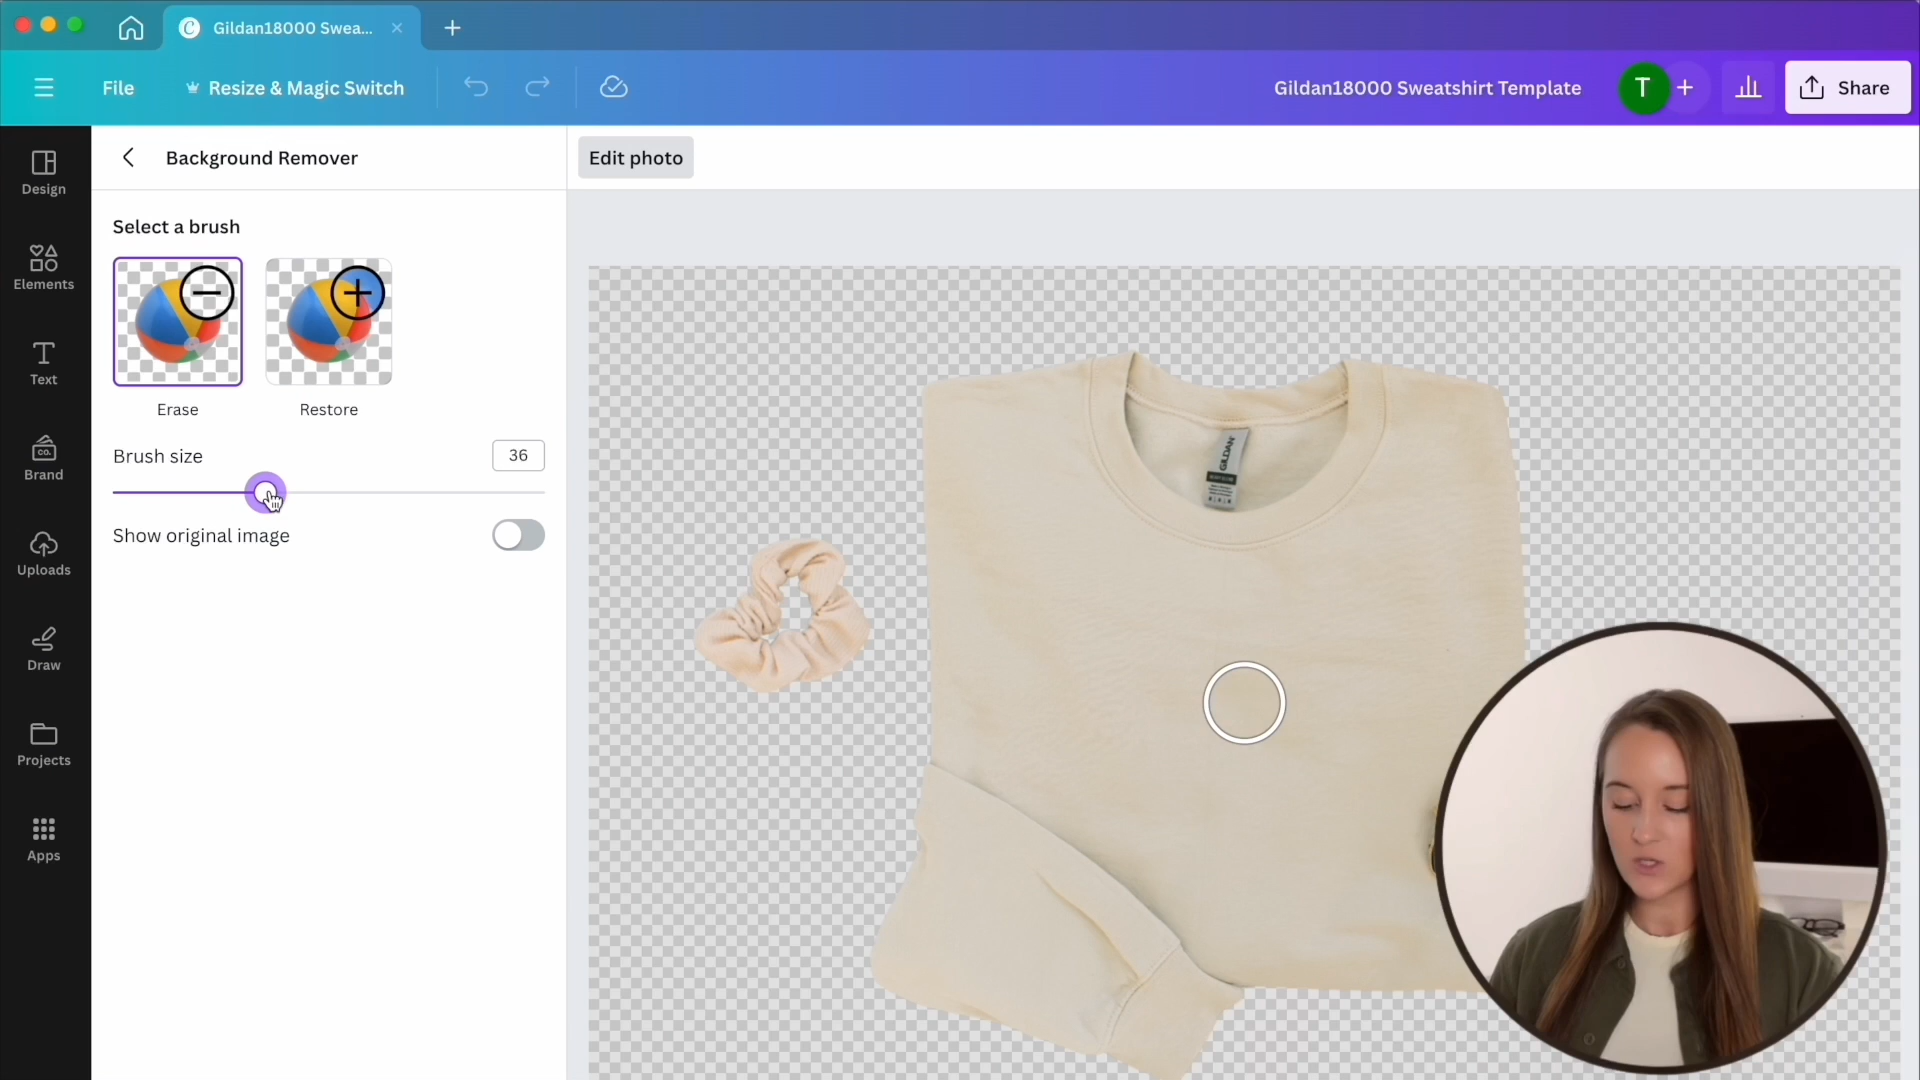 Gildan18000 Swea...
File
Resize & Magic Switch
Gildan18000 Sweatshirt Template
T
Share
Design
Elements
Text
CO.
Brand
Uploads
Draw
Projects
Apps
Background Remover
Edit photo
Select a brush
Erase
Restore
Brush size
36
Show original image
GILDAN